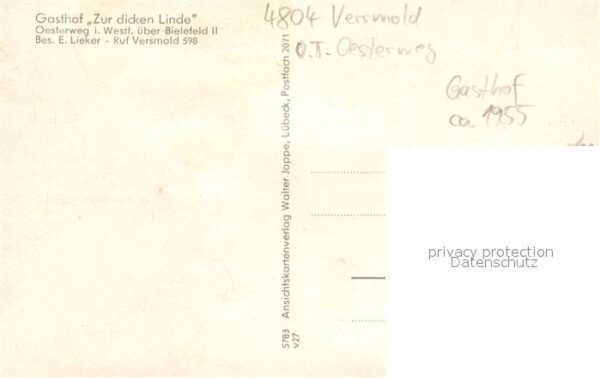 Gasthof „Zur dicken Linde"
Oesterweg i. Westf. über Bielefeld II
Bes. E. Lieker · Ruf Versmold 598
4804 Versmold
O.T. Oesterweg
Gasthof
ca 1955
Ansichtskartenverlag Walter Jappe, Lübeck, Postfach 2071
5783
v27
privacy protection
Datenschutz